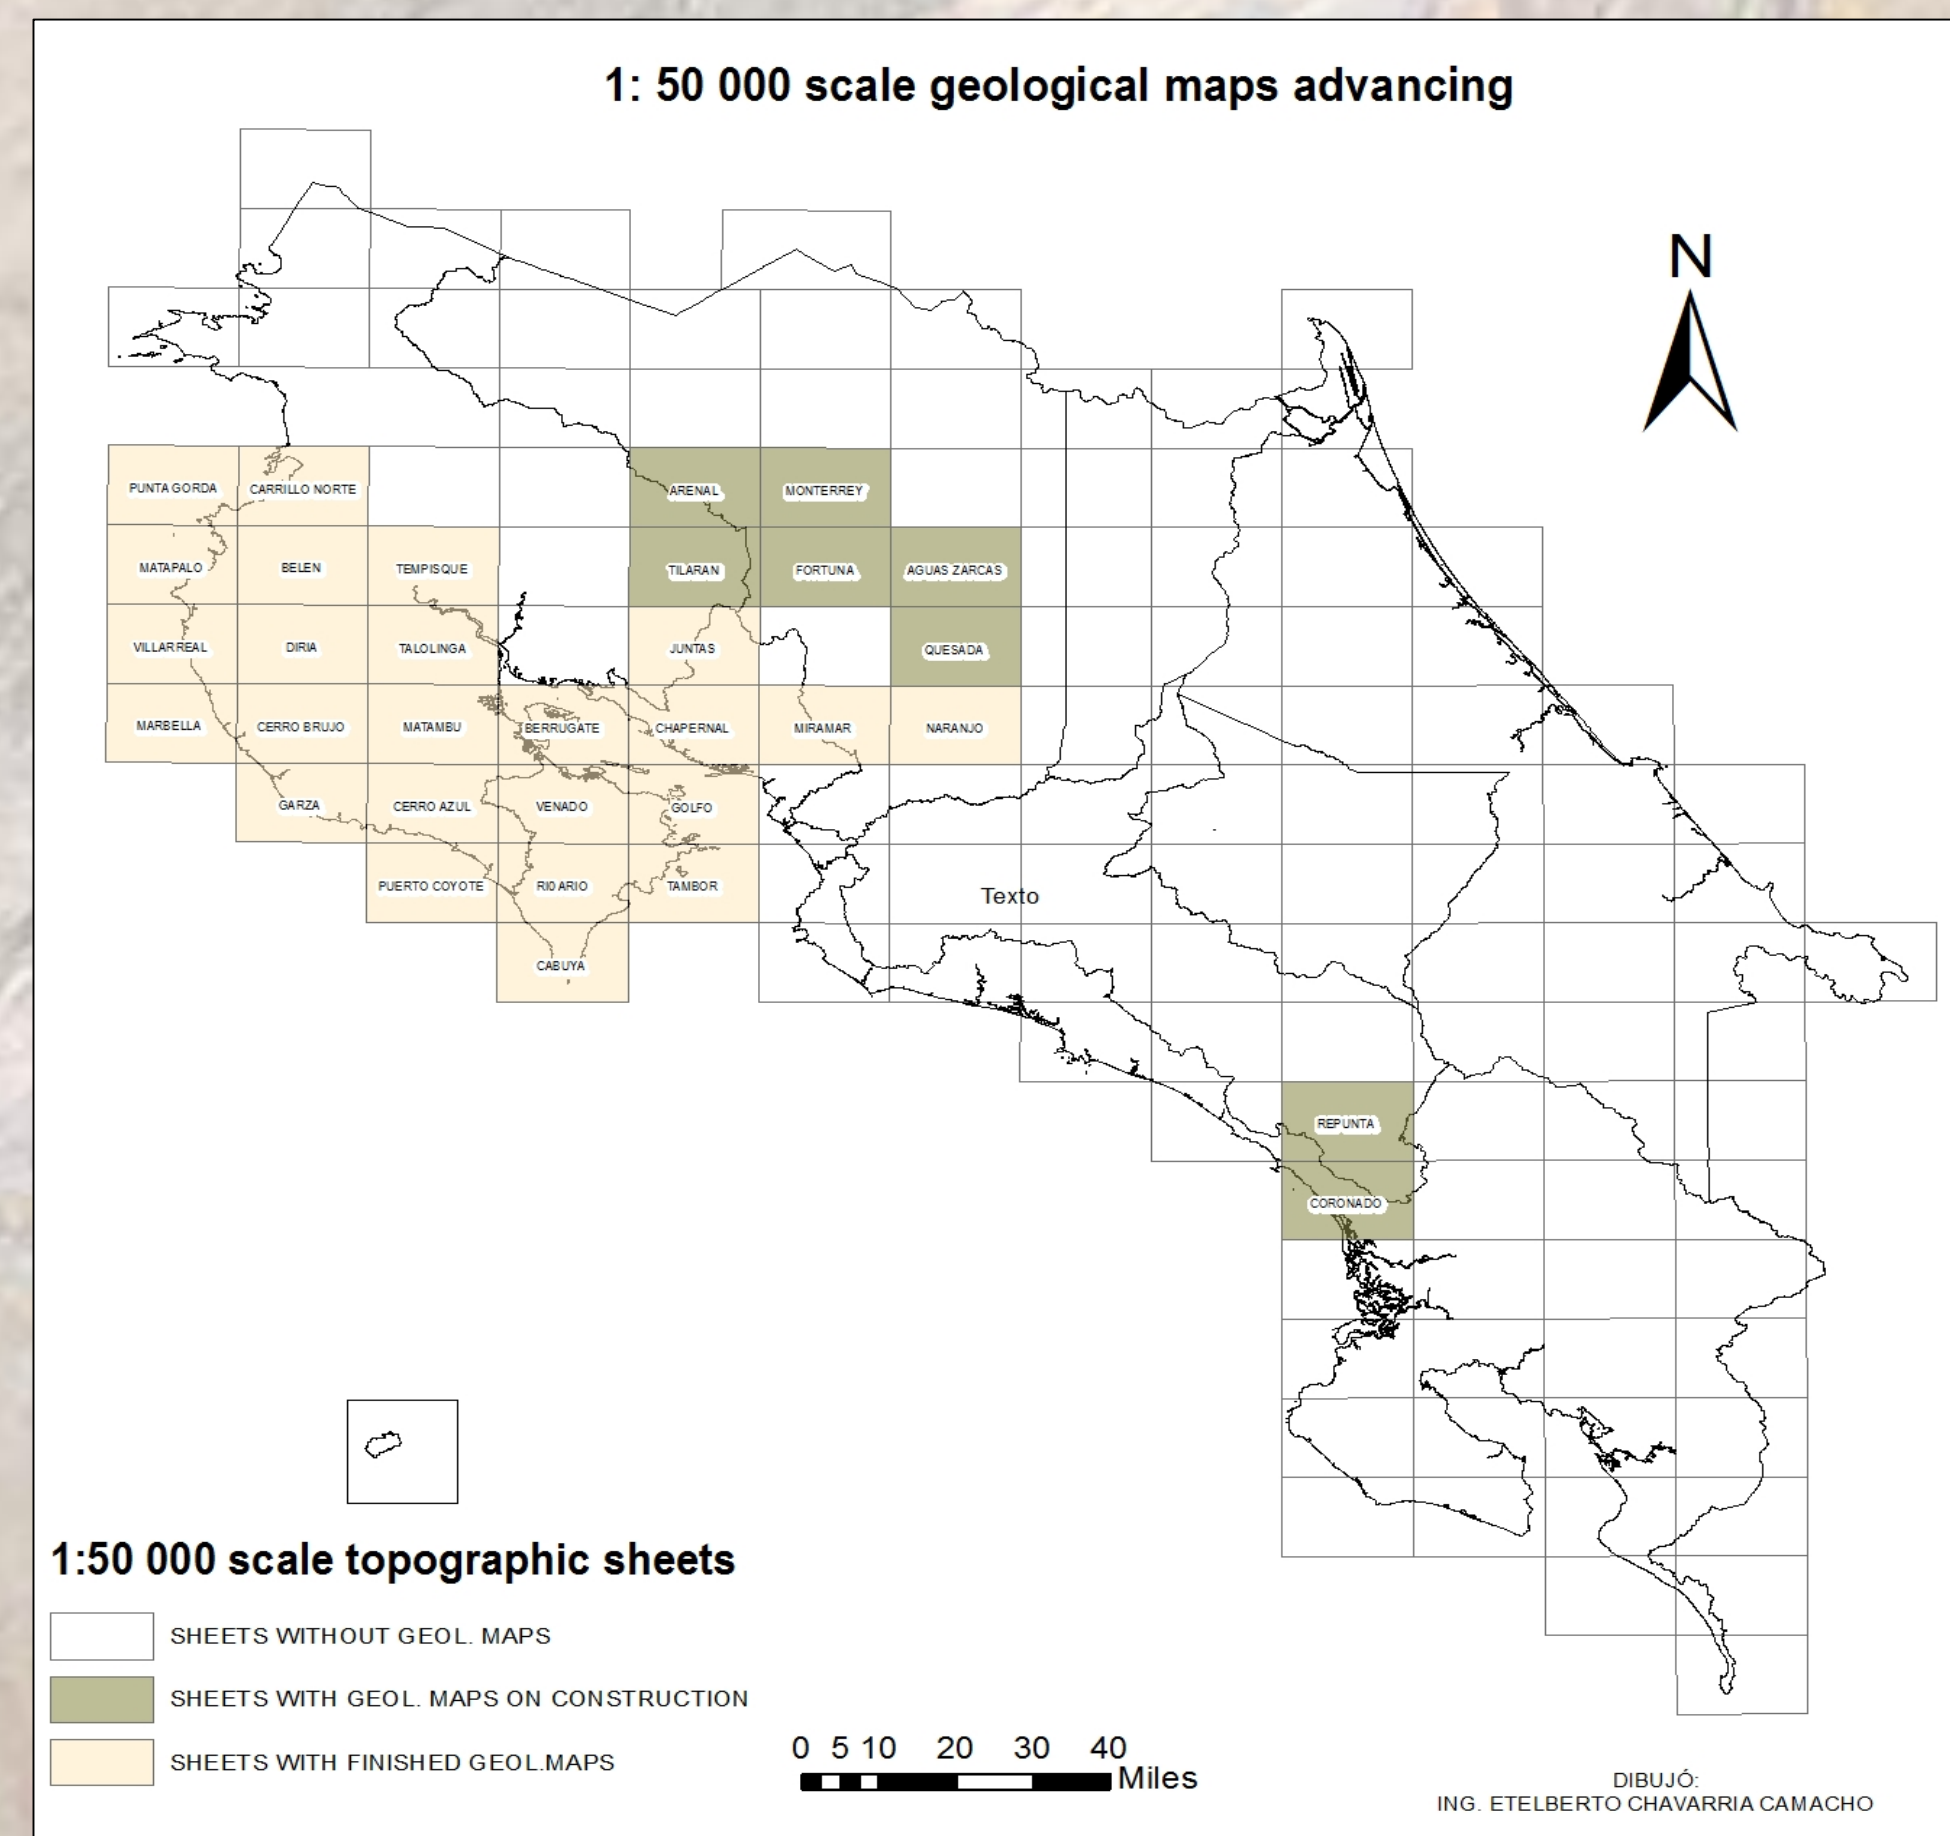 1: 50 000 scale geological maps advancing
N
PUNTA GORDA
CARRILLO NORTE
ARENAL
MONTERREY
MATAPALO
BELEN
TEMPISQUE
TILARAN
FORTUNA
AGUAS ZARCAS
VILLARREAL
DIRIA
TALOLINGA
JUNTAS
QUESADA
MARBELLA
CERRO BRUJO
MATAMBU
BERRUGATE
CHAPERNAL
MIRAMAR
NARANJO
GARZA
CERRO AZUL
VENADO
GOLFO
PUERTO COYOTE
RIO ARIO
TAMBOR
Texto
CABUYA
REPUNTA
CORONADO
1:50 000 scale topographic sheets
SHEETS WITHOUT GEOL. MAPS
SHEETS WITH GEOL. MAPS ON CONSTRUCTION
SHEETS WITH FINISHED GEOL.MAPS
0 5 10 20 30 40
Miles
DIBUJÓ:
ING. ETELBERTO CHAVARRIA CAMACHO